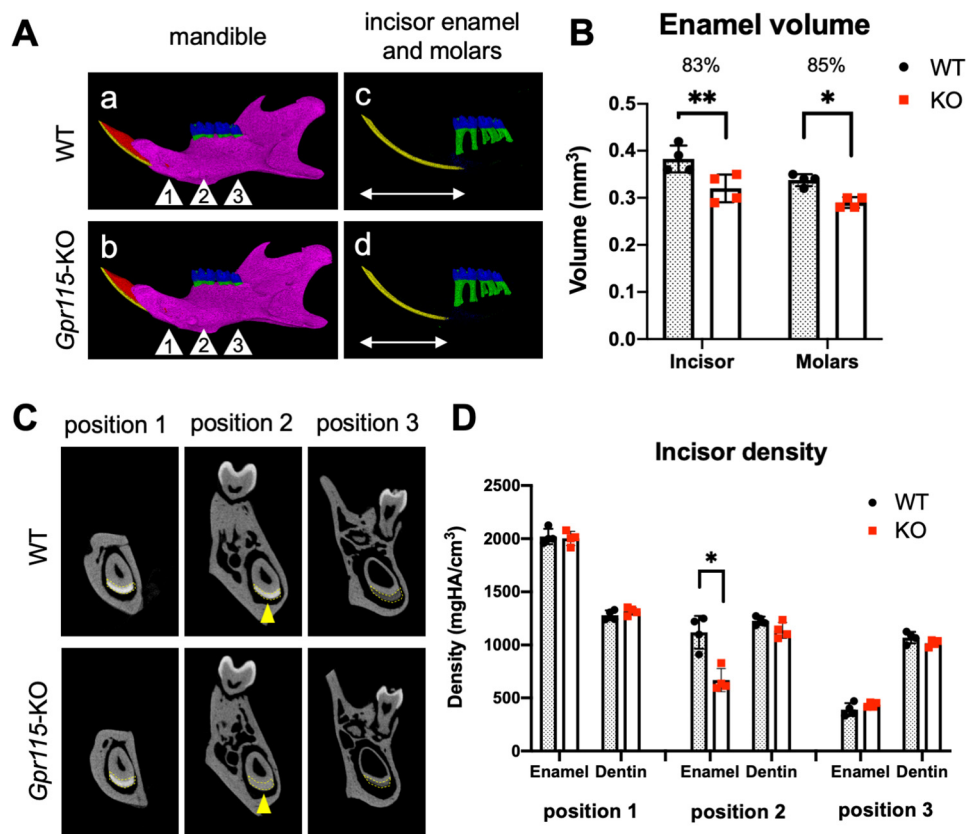 A
mandible
incisor enamel
and molars
WT
a
1
2
3
c
Gpr115-KO
b
1
2
3
d
B
Enamel volume
83%
85%
WT
KO
**
*
Volume (mm³)
0.5
0.4
0.3
0.3
0.1
0.0
Incisor
Molars
C
position 1
position 2
position 3
WT
Gpr115-KO
D
Incisor density
WT
KO
*
Density (mgHA/cm³)
2500
2000
1500
1000
500
0
Enamel Dentin
Enamel Dentin
Enamel Dentin
position 1
position 2
position 3